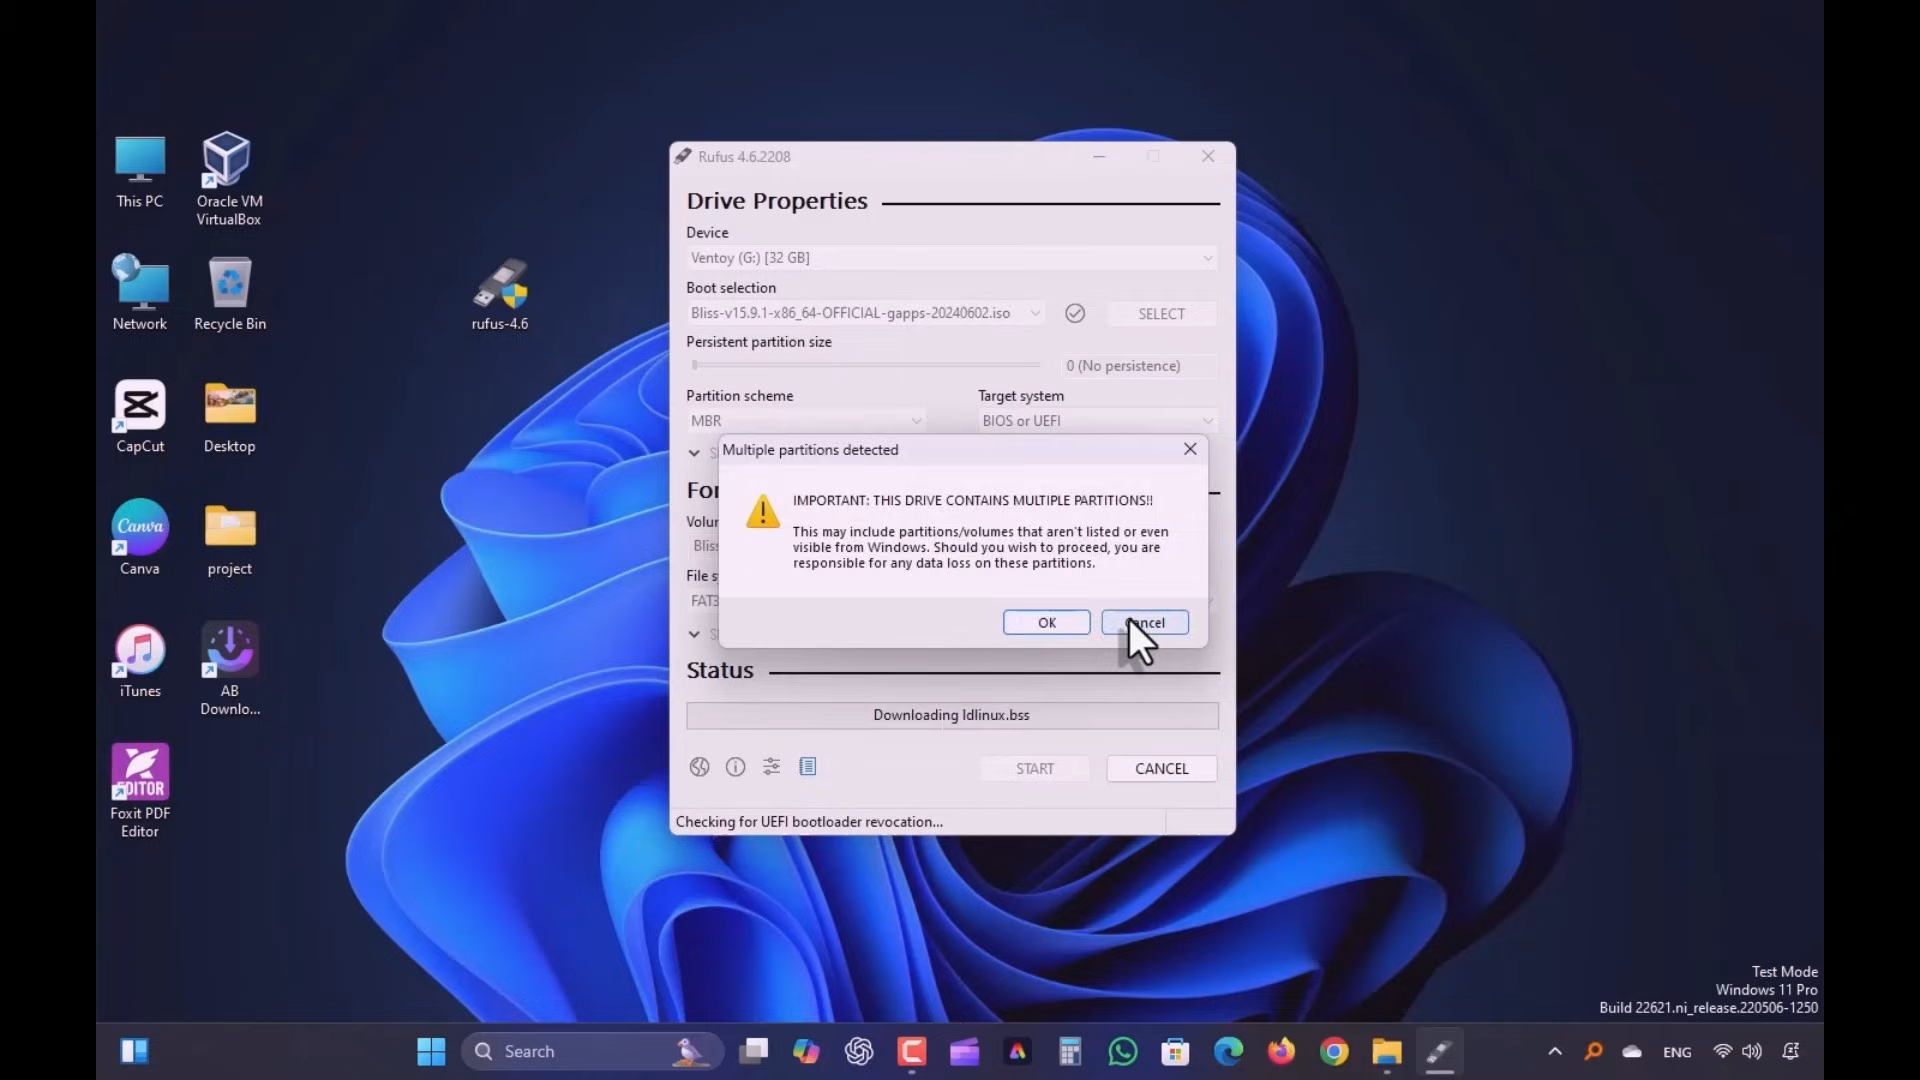 This PC
Oracle VM
VirtualBox
Network
Recycle Bin
rufus-4.6
CapCut
Desktop
Canva
Canva
project
iTunes
AB
Downlo...
EDITOR
Foxit PDF
Editor
Rufus 4.6.2208
Drive Properties
Device
Ventoy (G:) [32 GB]
Boot selection
Bliss-v15.9.1-x86_64-OFFICIAL-gapps-20240602.iso
SELECT
Persistent partition size
0 (No persistence)
Partition scheme
Target system
MBR
BIOS or UEFI
S
Multiple partitions detected
IMPORTANT: THIS DRIVE CONTAINS MULTIPLE PARTITIONS!!
This may include partitions/volumes that aren't listed or even
visible from Windows. Should you wish to proceed, you are
responsible for any data loss on these partitions.
OK
For
Volu
Blis
File s
FAT3
S
Status
Downloading ldlinux.bss
START
CANCEL
Checking for UEFI bootloader revocation...
Test Mode
Windows 11 Pro
Build 22621.ni_release.220506-1250
Search
ENG